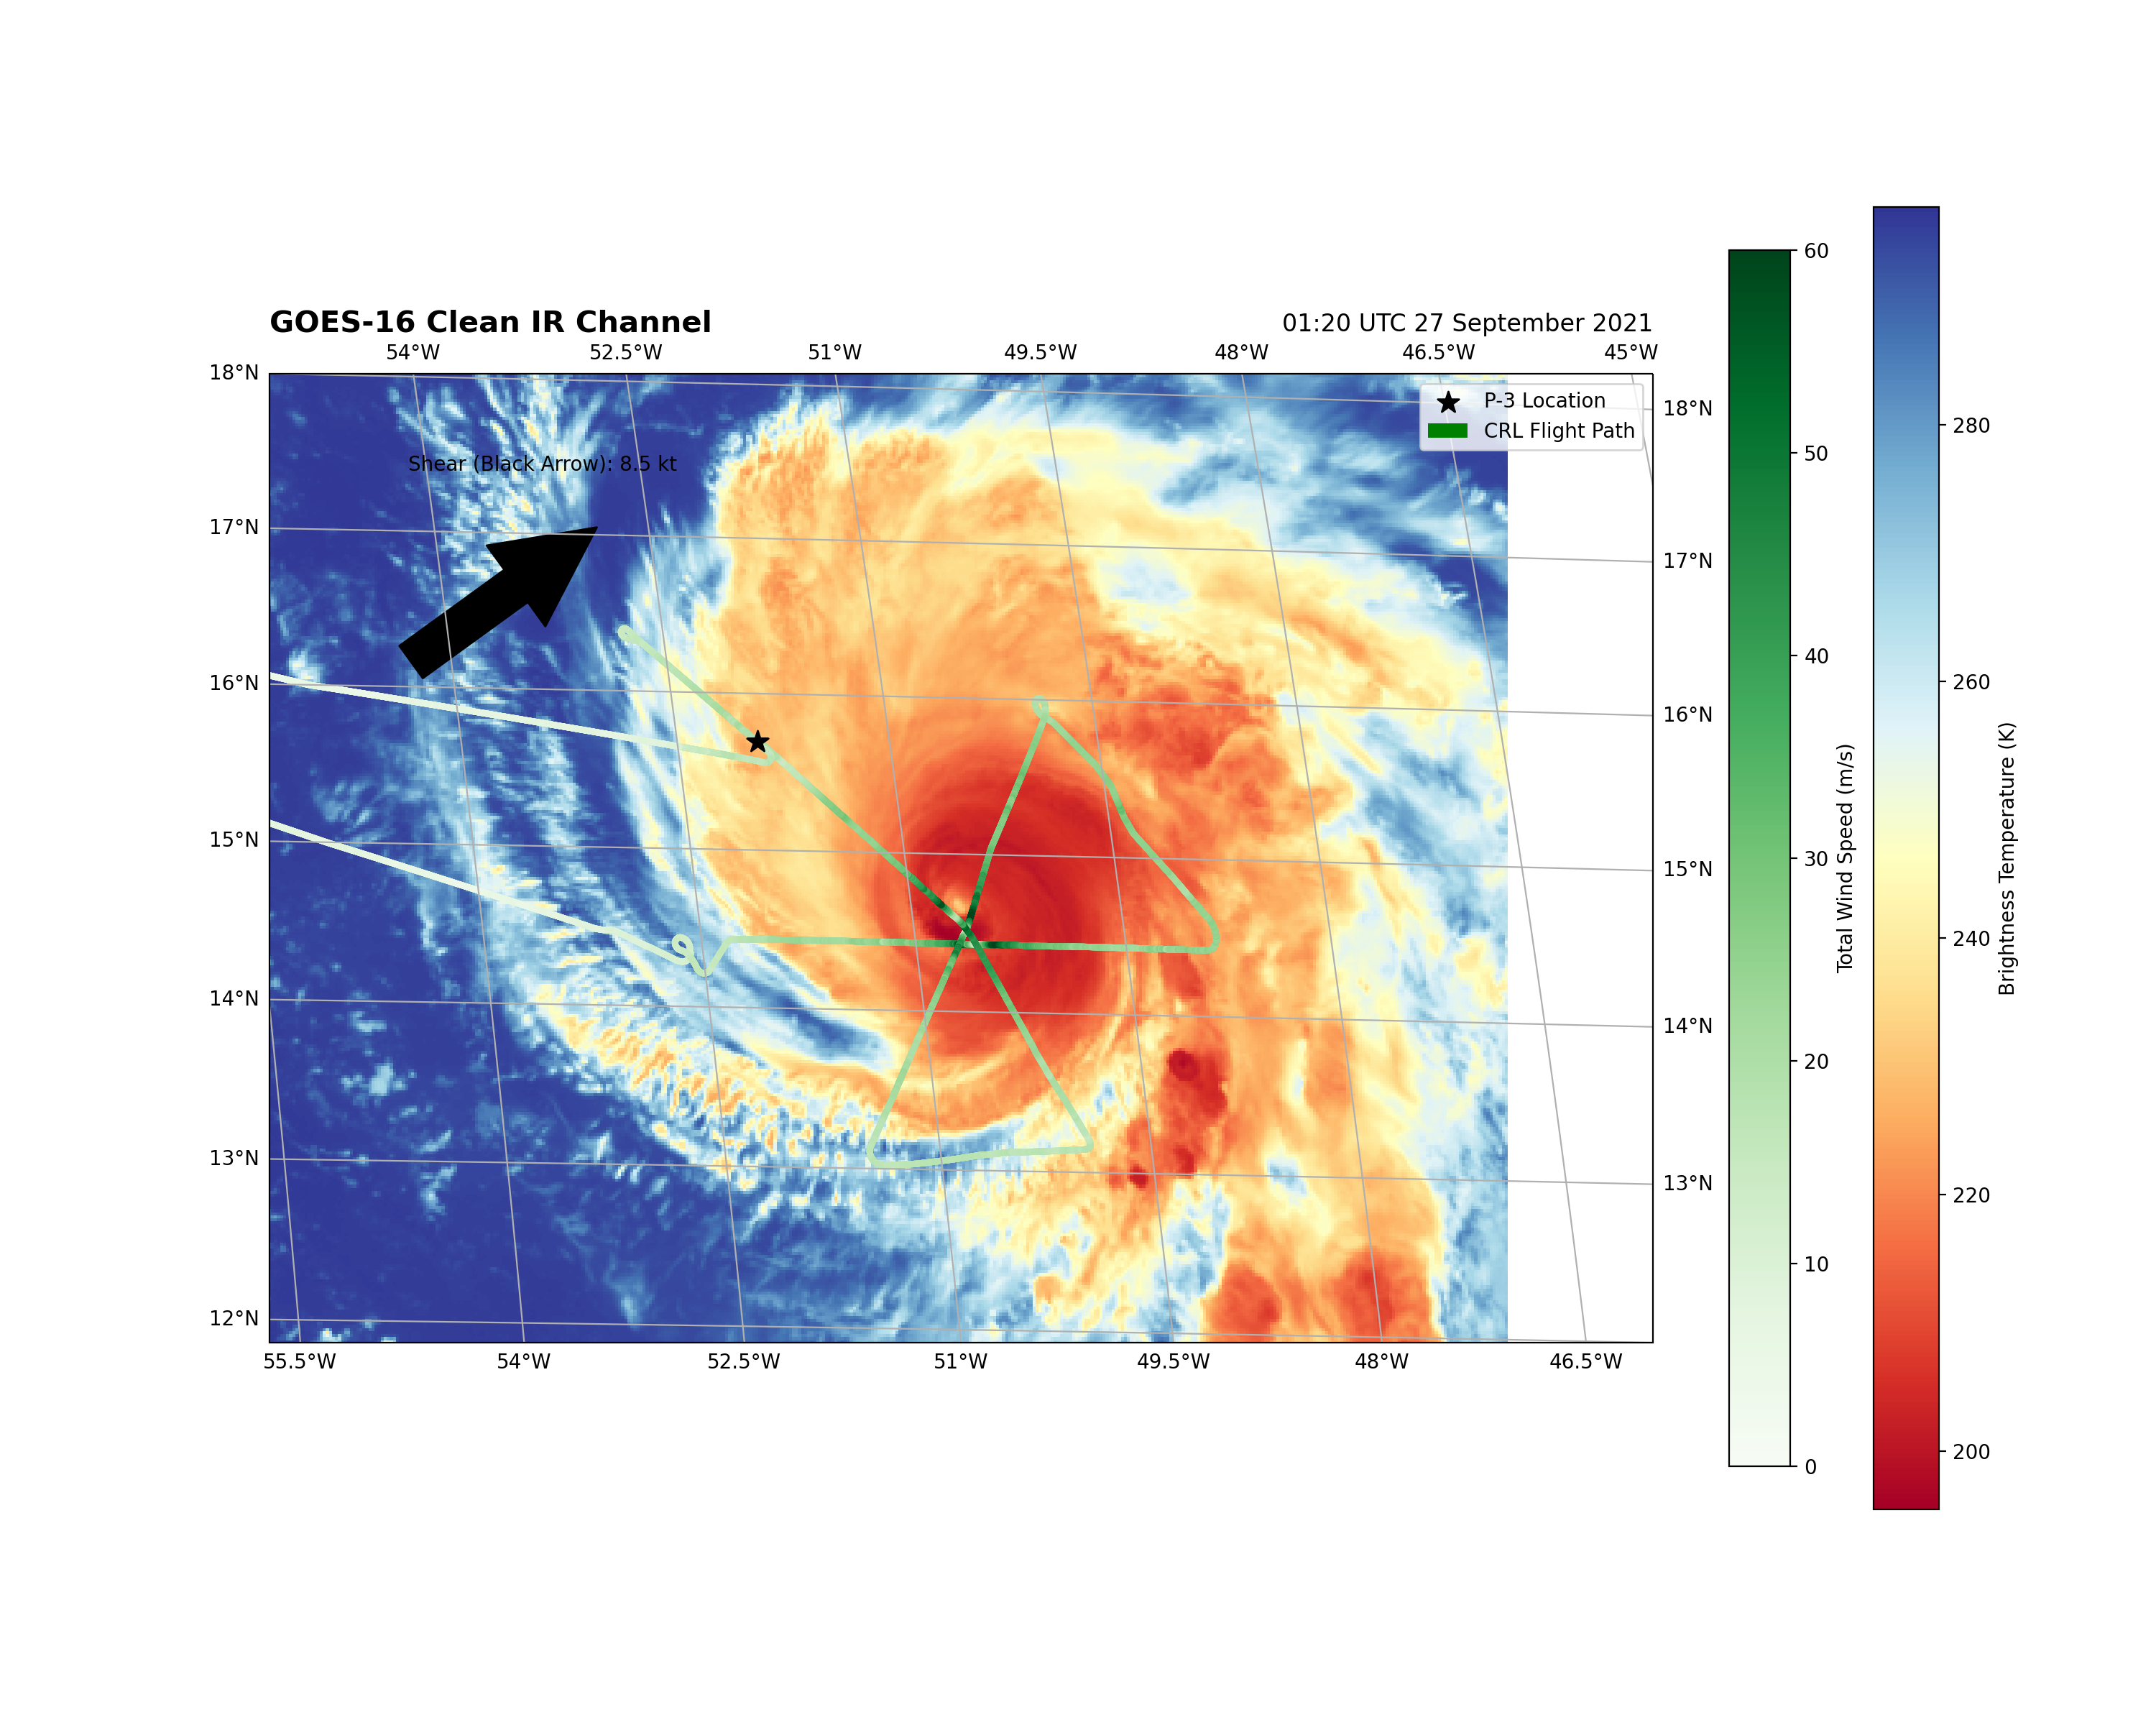 GOES-16 Clean IR Channel
01:20 UTC 27 September 2021
54°W 52.5°W 51°W 49.5°W 48°W 46.5°W 45°W
18°N
17°N
16°N
15°N
14°N
13°N
12°N
Shear (Black Arrow): 8.5 kt
P-3 Location
CRL Flight Path
18°N
17°N
16°N
15°N
14°N
13°N
55.5°W 54°W 52.5°W 51°W 49.5°W 48°W 46.5°W
60
50
40
30
20
10
0
Total Wind Speed (m/s)
280
260
240
220
200
Brightness Temperature (K)